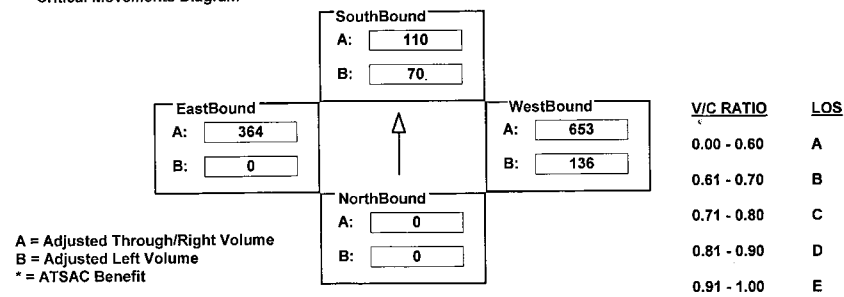 Critical Movements Diagram
SouthBound
A: 110
B: 70
EastBound
A: 364
B: 0
WestBound
A: 653
B: 136
NorthBound
A: 0
B: 0
A = Adjusted Through/Right Volume
B = Adjusted Left Volume
* = ATSAC Benefit
V/C RATIO LOS
0.00 - 0.60 A
0.61 - 0.70 B
0.71 - 0.80 C
0.81 - 0.90 D
0.91 - 1.00 E